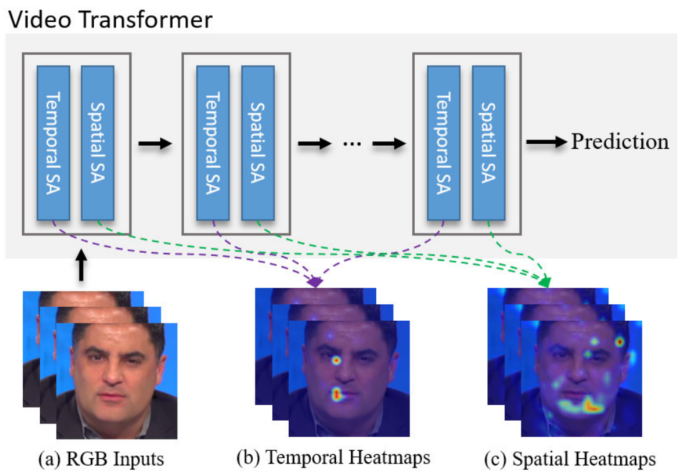 Video Transformer
Temporal SA
Spatial SA
Temporal SA
Spatial SA
...
Temporal SA
Spatial SA
Prediction
(a) RGB Inputs
(b) Temporal Heatmaps
(c) Spatial Heatmaps